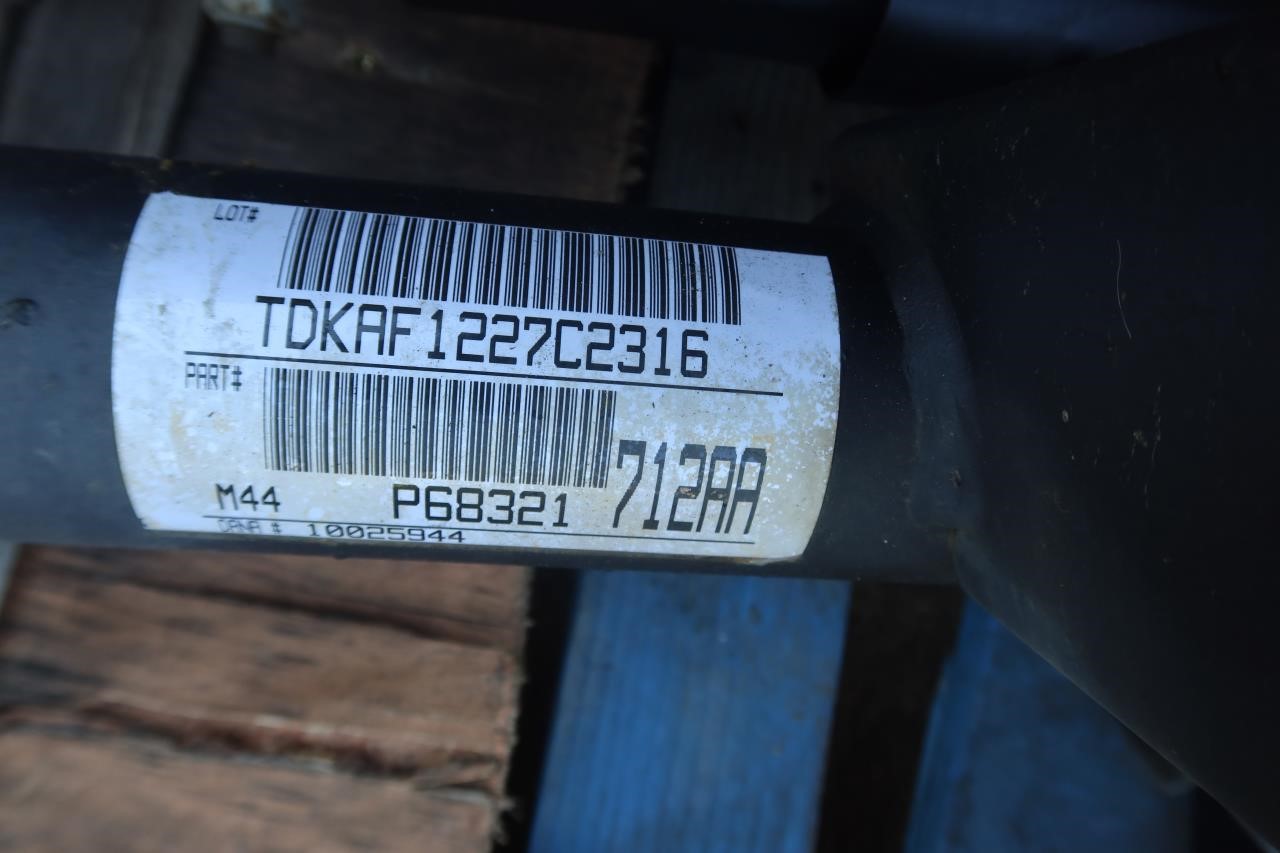 LOT#
TDKAF1227C2316
PART#
M44 P68321 712AA
DANA # 10025944